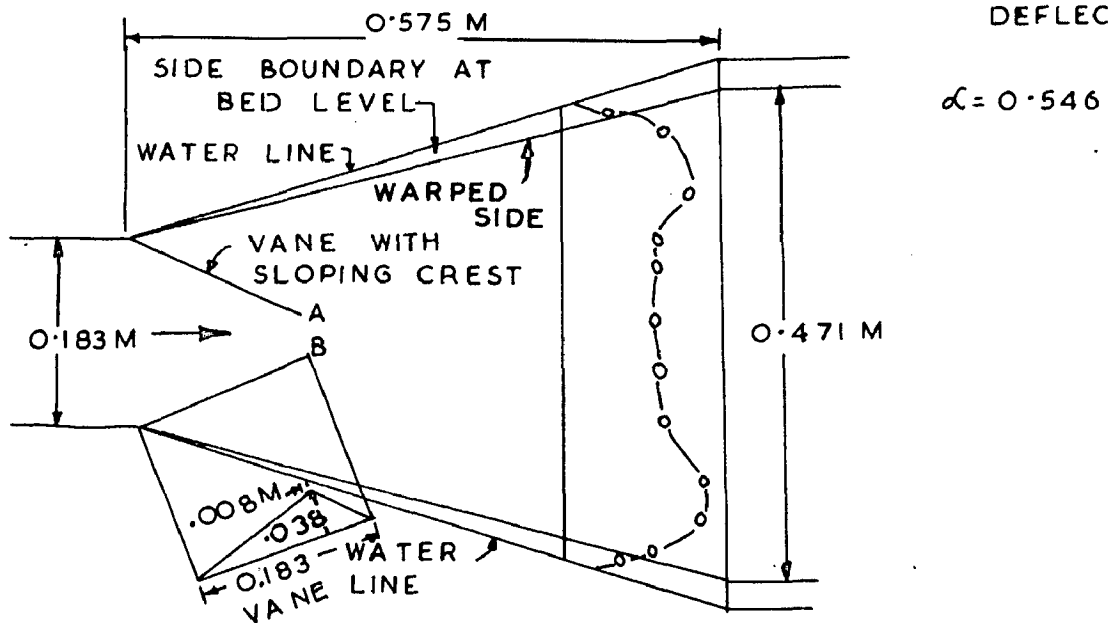 0.575 M
DEFLEC
SIDE BOUNDARY AT
BED LEVEL
α = 0.546
WATER LINE
WARPED
SIDE
VANE WITH
SLOPING CREST
A
0.183 M
B
0.471 M
.008 M
.038
0.183
WATER
LINE
VANE